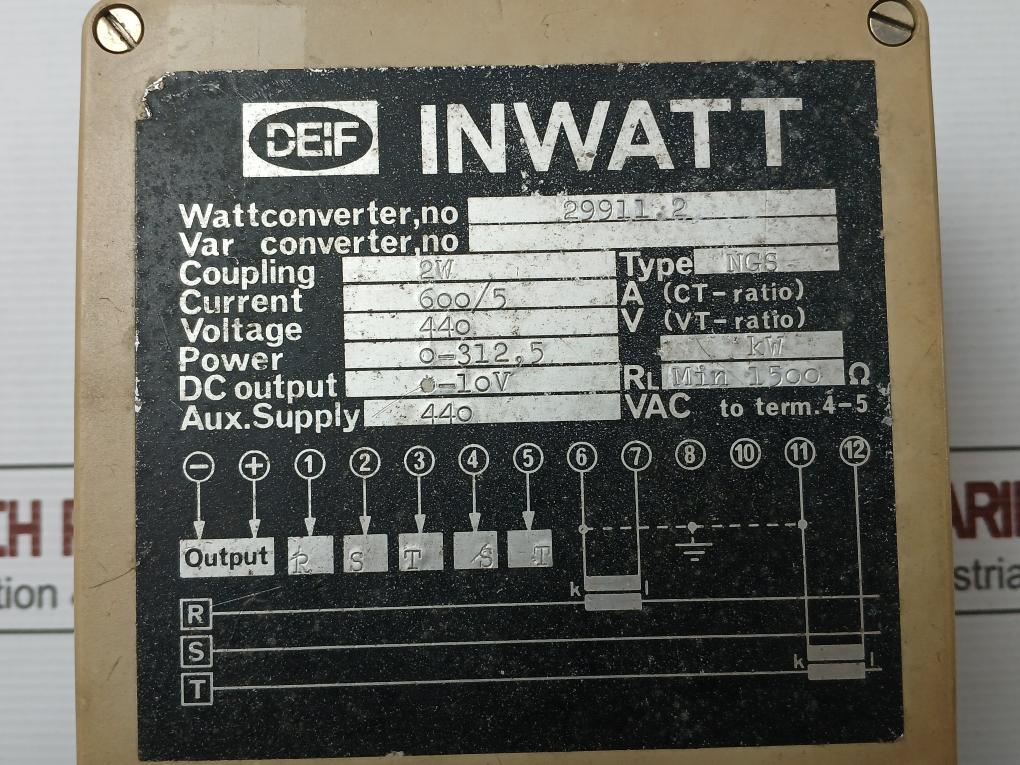 DEIF INWATT
Wattconverter,no 29911.2
Var converter,no
Coupling 2W Type NGS
Current 600/5 A (CT-ratio)
Voltage 440 V (VT-ratio)
Power 0-312,5 kW
DC output 0-10V RL Min 1500 Ω
Aux.Supply 440 VAC to term.4-5
- + 1 2 3 4 5 6 7 8 9 10 11 12
Output R S T S T
k l
R
S
k l
T